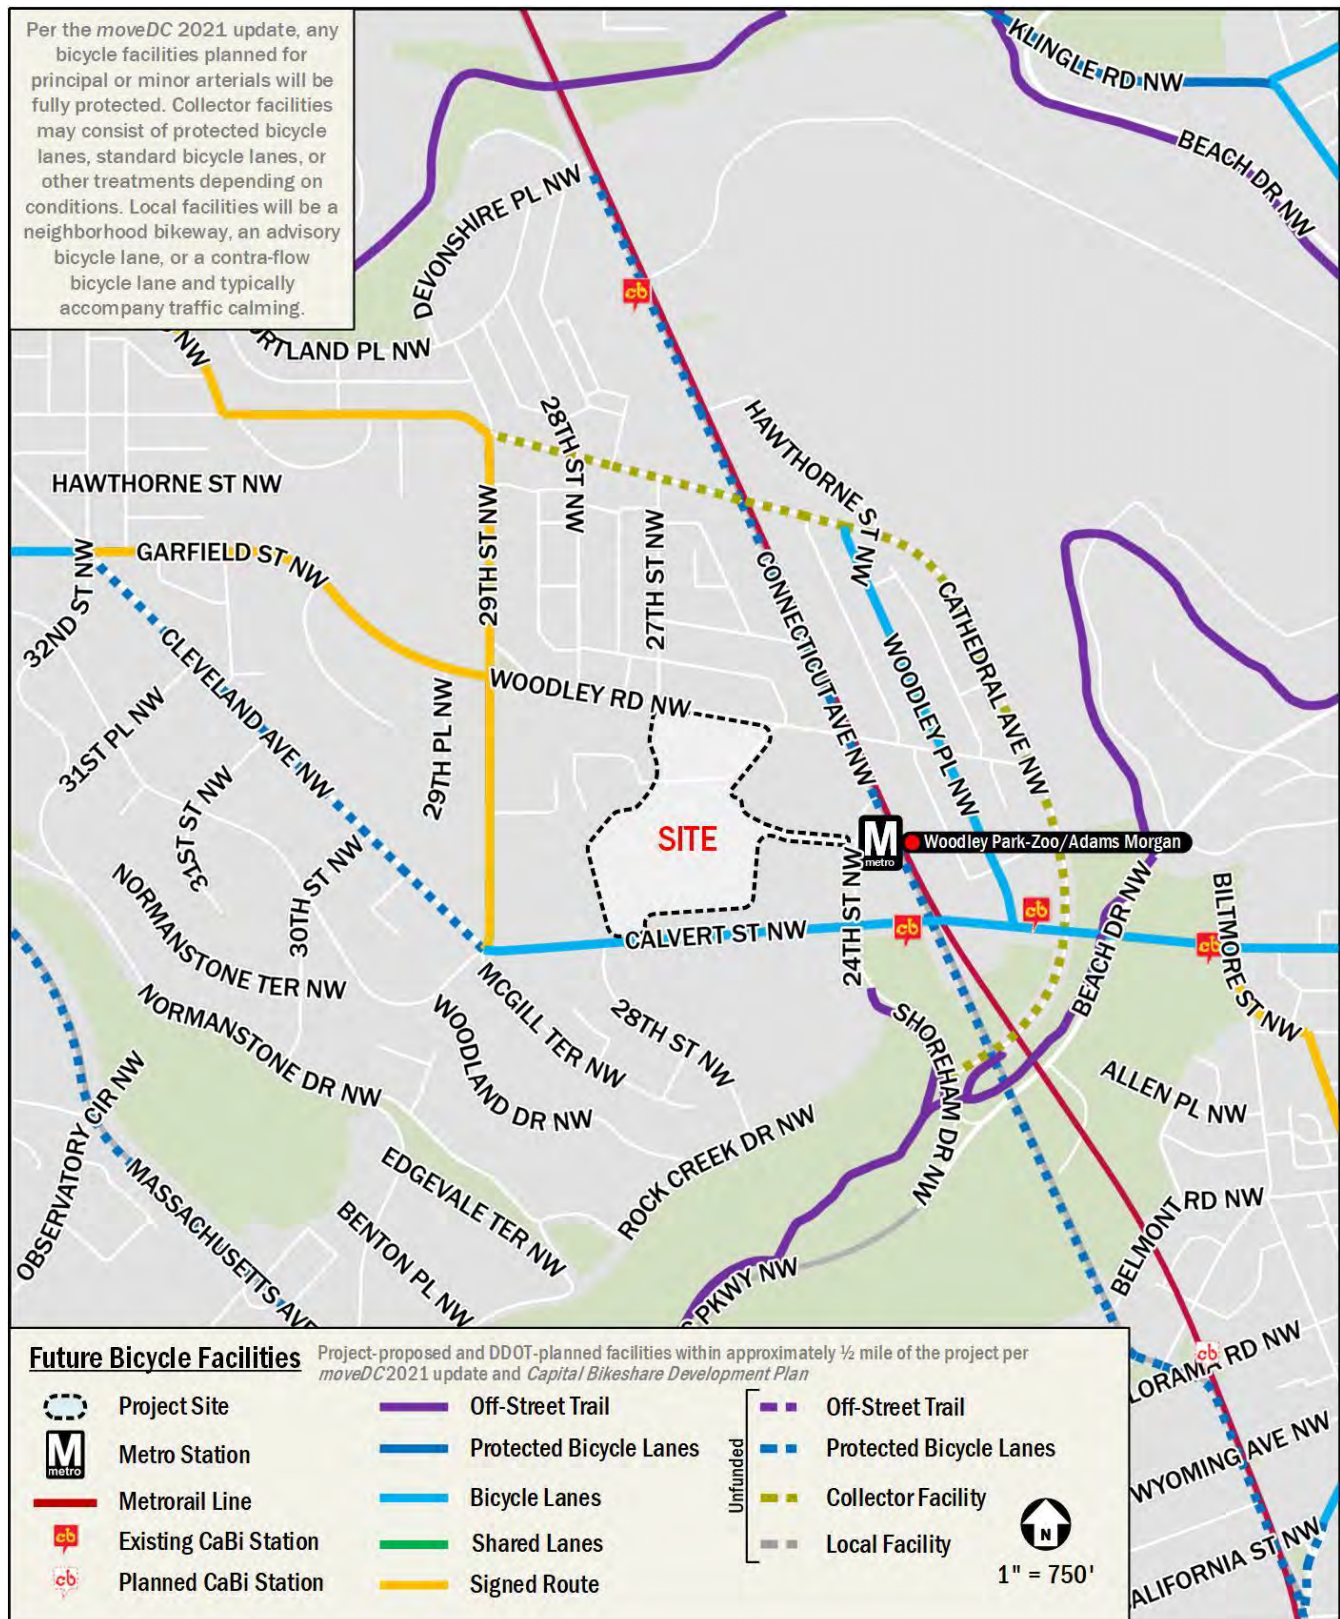 Per the moveDC 2021 update, any
bicycle facilities planned for
principal or minor arterials will be
fully protected. Collector facilities
may consist of protected bicycle
lanes, standard bicycle lanes, or
other treatments depending on
conditions. Local facilities will be a
neighborhood bikeway, an advisory
bicycle lane, or a contra-flow
bicycle lane and typically
accompany traffic calming.
KLINGLE RD NW
BEACH DR NW
DEVONSHIRE PL NW
cb
NW
ORTLAND PL NW
28TH ST NW
HAWTHORNE ST NW
HAWTHORNE ST NW
29TH ST NW
27TH ST NW
GARFIELD ST NW
32ND ST NW
CLEVELAND AVE NW
CONNECTICUT AVE NW
CATHEDRAL AVE NW
WOODLEY PL NW
WOODLEY RD NW
31ST PL NW
29TH PL NW
31ST ST NW
30TH ST NW
SITE
M
metro
Woodley Park-Zoo/Adams Morgan
24TH ST NW
CALVERT ST NW
cb
cb
cb
BEACH DR NW
BILTMORE ST NW
NORMANSTONE TER NW
NORMANSTONE DR NW
MCGILL TER NW
WOODLAND DR NW
28TH ST NW
SHOREHAM DR NW
ALLEN PL NW
OBSERVATORY CIR NW
MASSACHUSETTS AVE
EDGEVALE TER NW
BENTON PL NW
ROCK CREEK DR NW
BELMONT RD NW
S PKWY NW
cb
LORAMA RD NW
WYOMING AVE NW
ALIFORNIA ST NW
Future Bicycle Facilities
Project-proposed and DDOT-planned facilities within approximately ½ mile of the project per
moveDC 2021 update and Capital Bikeshare Development Plan
Project Site
M
metro
Metro Station
Metrorail Line
cb
Existing CaBi Station
cb
Planned CaBi Station
Off-Street Trail
Protected Bicycle Lanes
Bicycle Lanes
Shared Lanes
Signed Route
Unfunded
Off-Street Trail
Protected Bicycle Lanes
Collector Facility
Local Facility
N
1" = 750'